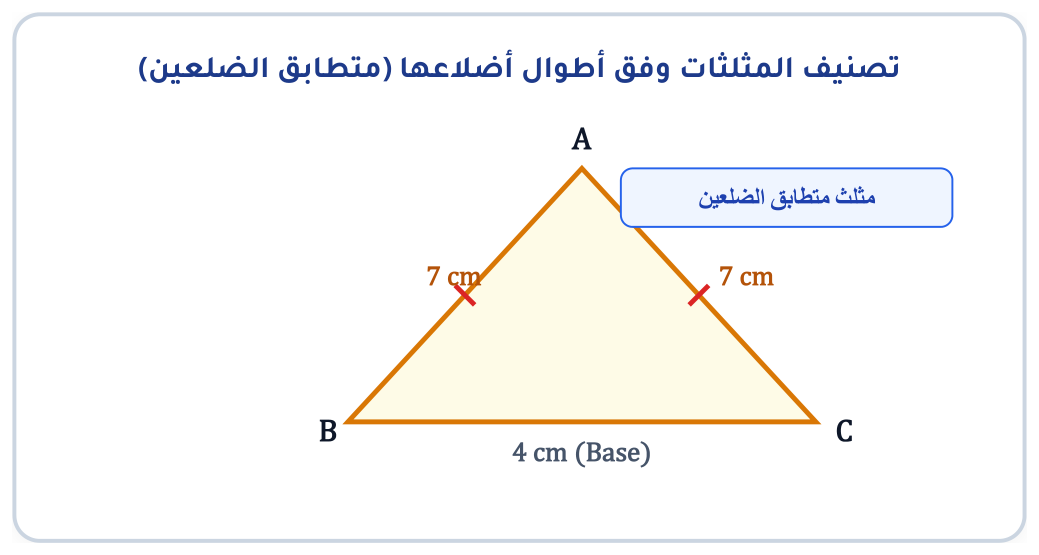 تصنيف المثلثات وفق أطوال أضلاعها (متطابق الضلعين)
A
مثلث متطابق الضلعين
7 cm
7 cm
B
C
4 cm (Base)